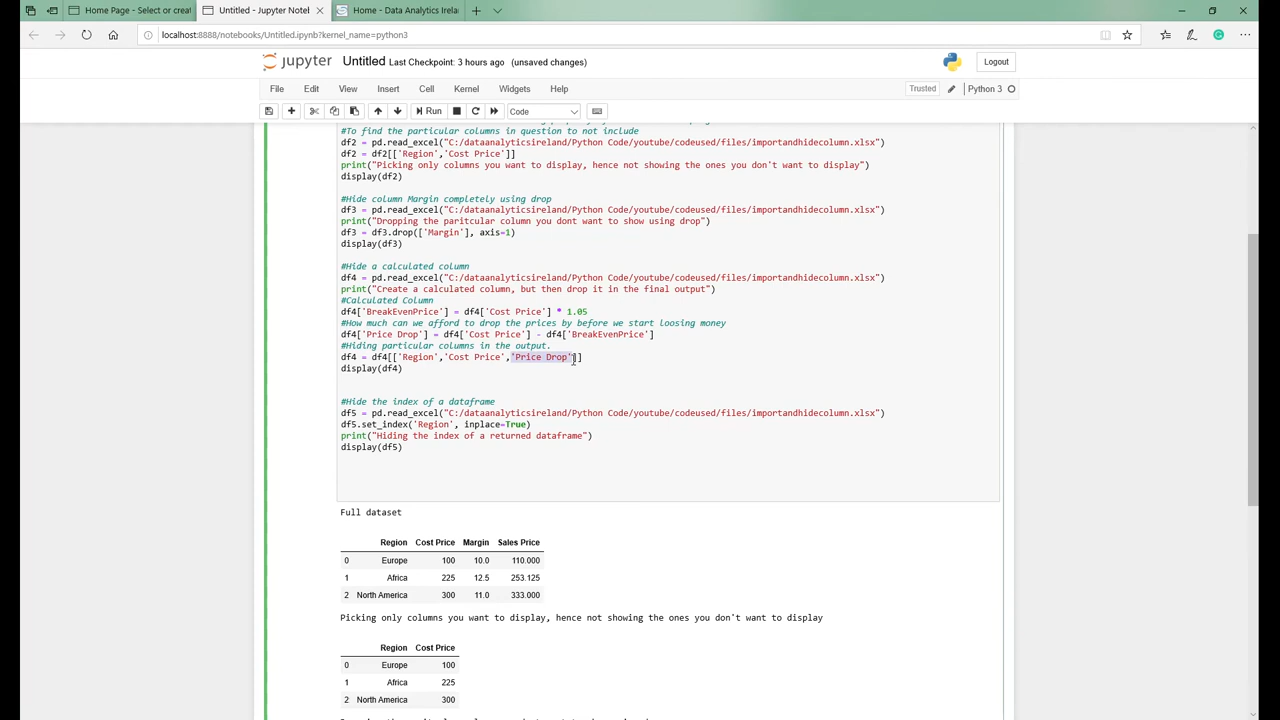 Home Page - Select or creat
Untitled - Jupyter Noteb
Home - Data Analytics Irelan
localhost:8888/notebooks/Untitled.ipynb?kernel_name=python3
jupyter Untitled Last Checkpoint: 3 hours ago (unsaved changes)
Logout
File Edit View Insert Cell Kernel Widgets Help
Trusted Python 3
Run Code
#To find the particular columns in question to not include
df2 = pd.read_excel("C:/dataanalyticsireland/Python Code/youtube/codeused/files/importandhidecolumn.xlsx")
df2 = df2[['Region','Cost Price']]
print("Picking only columns you want to display, hence not showing the ones you don't want to display")
display(df2)
#Hide column Margin completely using drop
df3 = pd.read_excel("C:/dataanalyticsireland/Python Code/youtube/codeused/files/importandhidecolumn.xlsx")
print("Dropping the paritcular column you dont want to show using drop")
df3 = df3.drop(['Margin'], axis=1)
display(df3)
#Hide a calculated column
df4 = pd.read_excel("C:/dataanalyticsireland/Python Code/youtube/codeused/files/importandhidecolumn.xlsx")
print("Create a calculated column, but then drop it in the final output")
#Calculated Column
df4['BreakEvenPrice'] = df4['Cost Price'] * 1.05
#How much can we afford to drop the prices by before we start loosing money
df4['Price Drop'] = df4['Cost Price'] - df4['BreakEvenPrice']
#Hiding particular columns in the output.
df4 = df4[['Region','Cost Price','Price Drop']]
display(df4)
#Hide the index of a dataframe
df5 = pd.read_excel("C:/dataanalyticsireland/Python Code/youtube/codeused/files/importandhidecolumn.xlsx")
df5.set_index('Region', inplace=True)
print("Hiding the index of a returned dataframe")
display(df5)
Full dataset
Region Cost Price Margin Sales Price
0 Europe 100 10.0 110.000
1 Africa 225 12.5 253.125
2 North America 300 11.0 333.000
Picking only columns you want to display, hence not showing the ones you don't want to display
Region Cost Price
0 Europe 100
1 Africa 225
2 North America 300